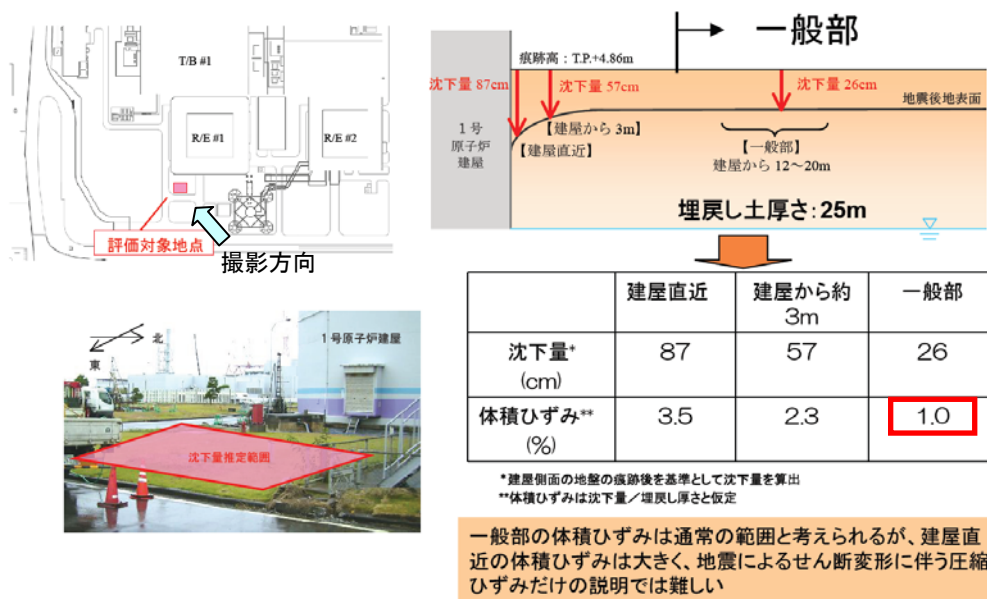 T/B #1
R/E #1
R/E #2
評価対象地点
撮影方向
一般部
痕跡高：T.P.+4.86m
沈下量 87cm
沈下量 57cm
沈下量 26cm
地震後地表面
1号
原子炉
建屋
【建屋から 3m】
【建屋直近】
【一般部】
建屋から 12～20m
埋戻し土厚さ：25m
建屋直近
建屋から約
3m
一般部
沈下量*
(cm)
87
57
26
体積ひずみ**
(%)
3.5
2.3
1.0
*建屋側面の地盤の痕跡後を基準として沈下量を算出
**体積ひずみは沈下量／埋戻し厚さと仮定
北
東
1号原子炉建屋
沈下量推定範囲
一般部の体積ひずみは通常の範囲と考えられるが、建屋直
近の体積ひずみは大きく、地震によるせん断変形に伴う圧縮
ひずみだけの説明では難しい